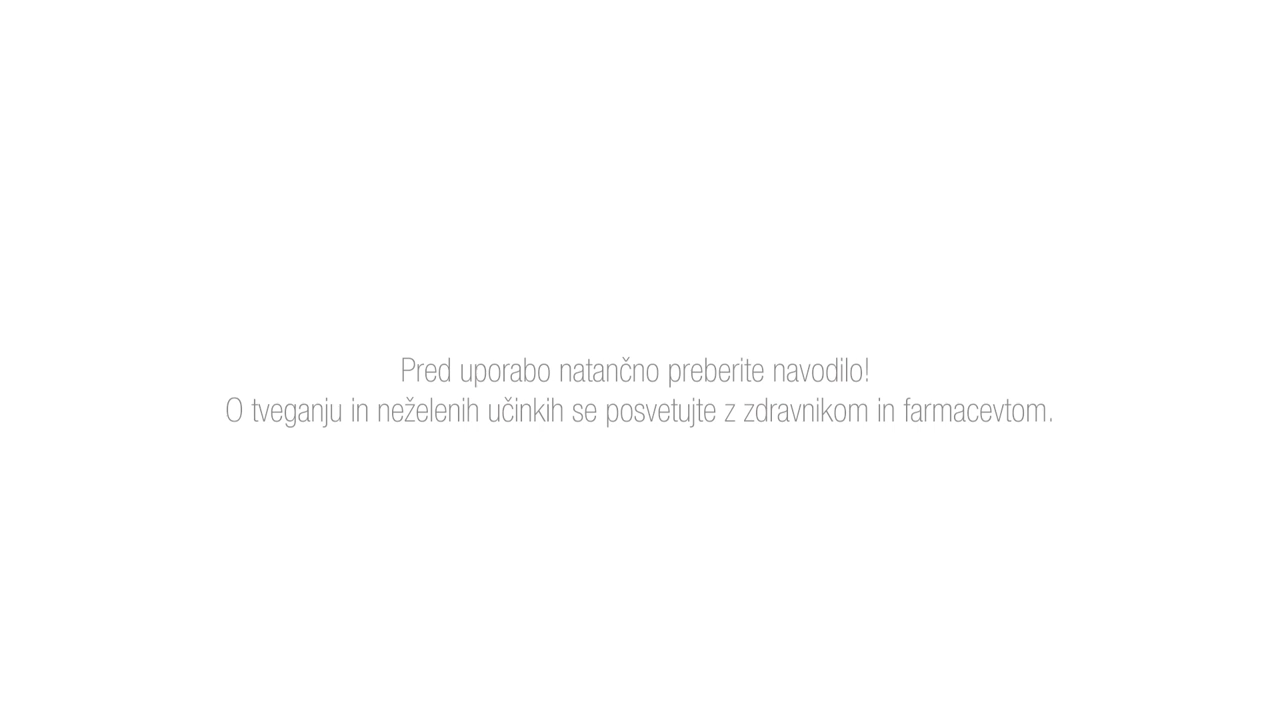 Pred uporabo natančno preberite navodilo!
O tveganju in neželenih učinkih se posvetujte z zdravnikom in farmacevtom.